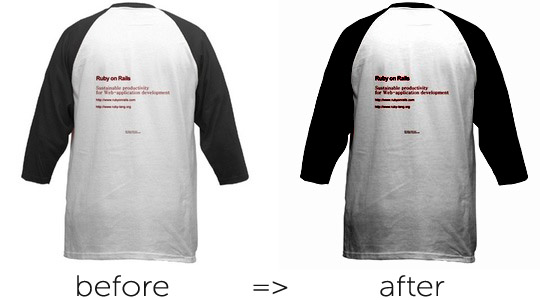 Ruby on Rails
Sustainable productivity
for Web-application development
http://www.rubyonrails.com
http://www.ruby-lang.org
Ruby on Rails
Sustainable productivity
for Web-application development
http://www.rubyonrails.com
http://www.ruby-lang.org
before => after